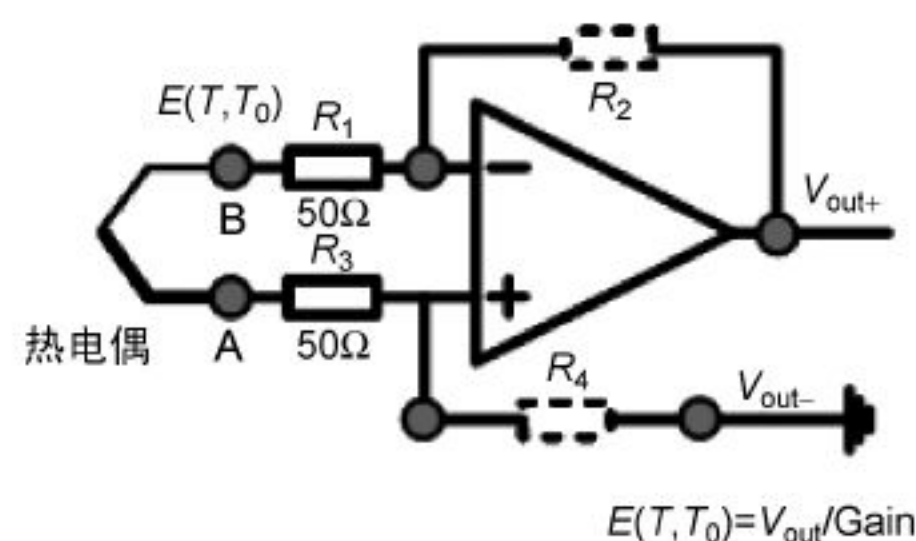 R₂
E(T,T₀)
R₁
B
50Ω
Vout+
R₃
热电偶
A
50Ω
R₄
Vout−
E(T,T₀)=Vout/Gain